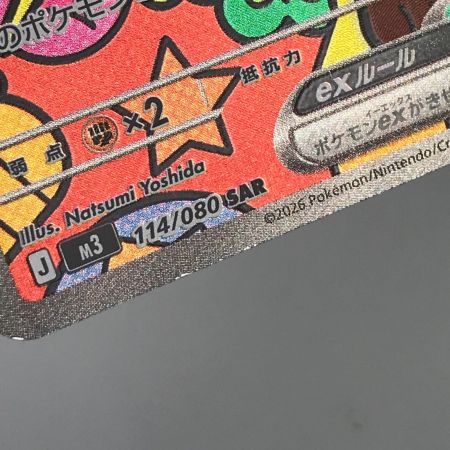 のポケモン
弱点 ×2
抵抗力
exルール
ポケモンexがきぜ
イーエックス
Illus. Natsumi Yoshida
J M3 114/080 SAR
©2026 Pokémon/Nintendo/Cr